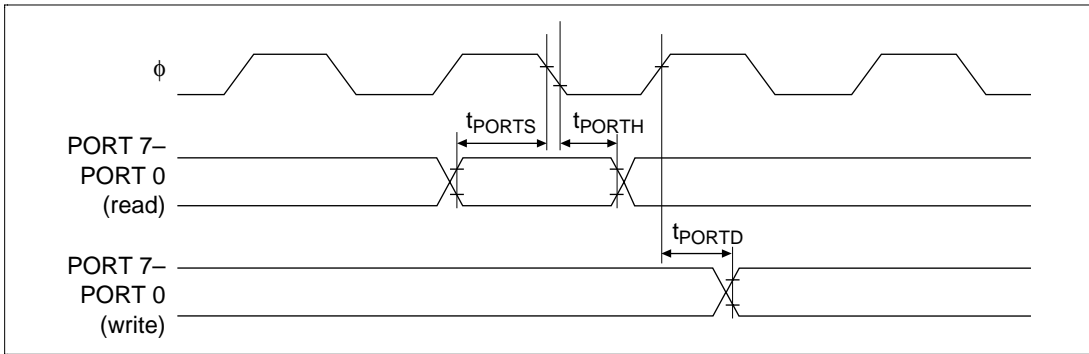 ϕ
tPORTS
tPORTH
PORT 7–
PORT 0
(read)
tPORTD
PORT 7–
PORT 0
(write)